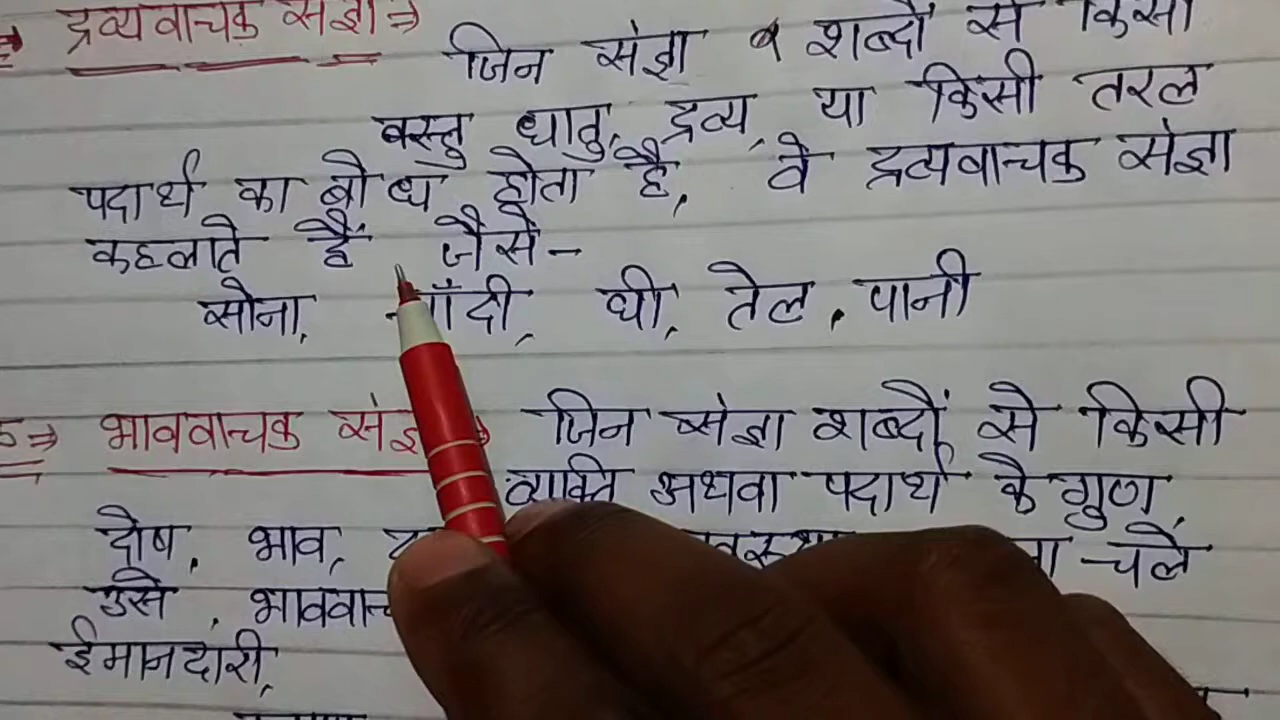 द्रव्यवाचक संज्ञा ⇒
जिन संज्ञा शब्दों से किसी
वस्तु धातु, द्रव्य, या किसी तरल
पदार्थ का बोध होता है, वे द्रव्यवाचक संज्ञा
कहलाते हैं जैसे-
सोना, घी, तेल, पानी
5⇒ भाववाचक जिन संज्ञा शब्दों से किसी
व्यक्ति अथवा पदार्थ के गुण,
दोष, भाव, चले
उसे,
ईमानदारी,